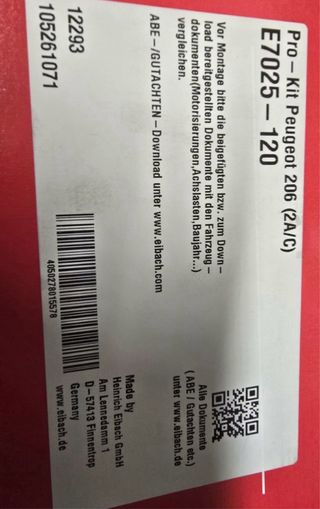 Pro-Kit Peugeot 206 (2A/C)
E7025-120
Vor Montage bitte die beigefügten bzw. zum Down-
load bereitgestellten Dokumente mit den Fahrzeug-
dokumenten(Motorisierungen,Achslasten,Baujahr...)
vergleichen.
ABE-/GUTACHTEN-Download unter www.eibach.com
12293
105261071
4050278015578
Alle Dokumente
( ABE / Gutachten etc.)
unter www.eibach.de
Made by
Heinrich Eibach GmbH
Am Lennedamm 1
D-57413 Finnentrop
Germany
www.eibach.de